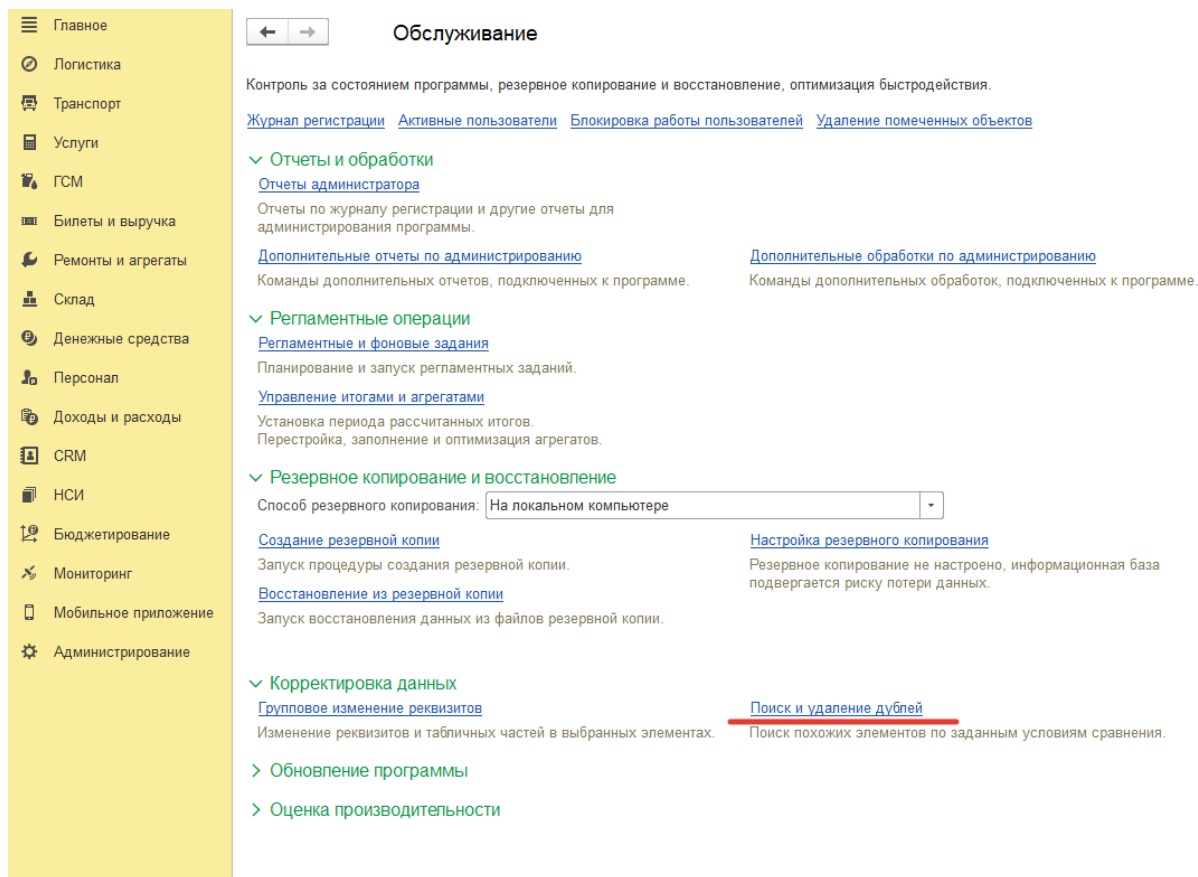 Главное
Логистика
Транспорт
Услуги
ГСМ
Билеты и выручка
Ремонты и агрегаты
Склад
Денежные средства
Персонал
Доходы и расходы
CRM
НСИ
Бюджетирование
Мониторинг
Мобильное приложение
Администрирование
Обслуживание
Контроль за состоянием программы, резервное копирование и восстановление, оптимизация быстродействия.
Журнал регистрации Активные пользователи Блокировка работы пользователей Удаление помеченных объектов
Отчеты и обработки
Отчеты администратора
Отчеты по журналу регистрации и другие отчеты для
администрирования программы.
Дополнительные отчеты по администрированию
Команды дополнительных отчетов, подключенных к программе.
Дополнительные обработки по администрированию
Команды дополнительных обработок, подключенных к программе.
Регламентные операции
Регламентные и фоновые задания
Планирование и запуск регламентных заданий.
Управление итогами и агрегатами
Установка периода рассчитанных итогов.
Перестройка, заполнение и оптимизация агрегатов.
Резервное копирование и восстановление
Способ резервного копирования: На локальном компьютере
Создание резервной копии
Запуск процедуры создания резервной копии.
Настройка резервного копирования
Резервное копирование не настроено, информационная база
подвергается риску потери данных.
Восстановление из резервной копии
Запуск восстановления данных из файлов резервной копии.
Корректировка данных
Групповое изменение реквизитов
Изменение реквизитов и табличных частей в выбранных элементах.
Поиск и удаление дублей
Поиск похожих элементов по заданным условиям сравнения.
Обновление программы
Оценка производительности